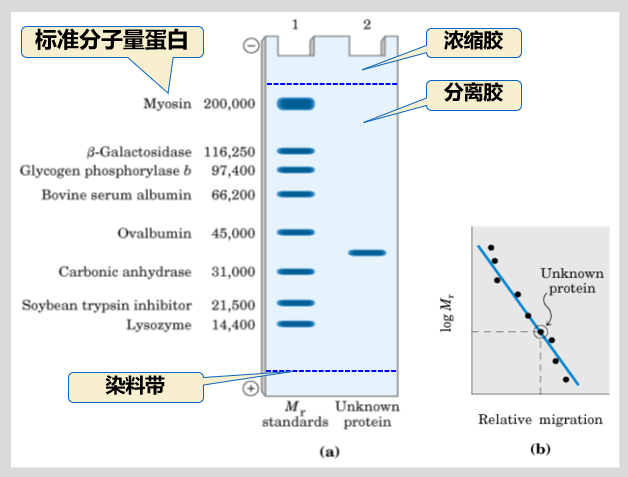 标准分子量蛋白
1
2
浓缩胶
−
分离胶
Myosin 200,000
β-Galactosidase 116,250
Glycogen phosphorylase b 97,400
Bovine serum albumin 66,200
Ovalbumin 45,000
Carbonic anhydrase 31,000
Soybean trypsin inhibitor 21,500
Lysozyme 14,400
染料带
+
Mr
standards
Unknown
protein
(a)
Unknown
protein
log Mr
Relative migration
(b)